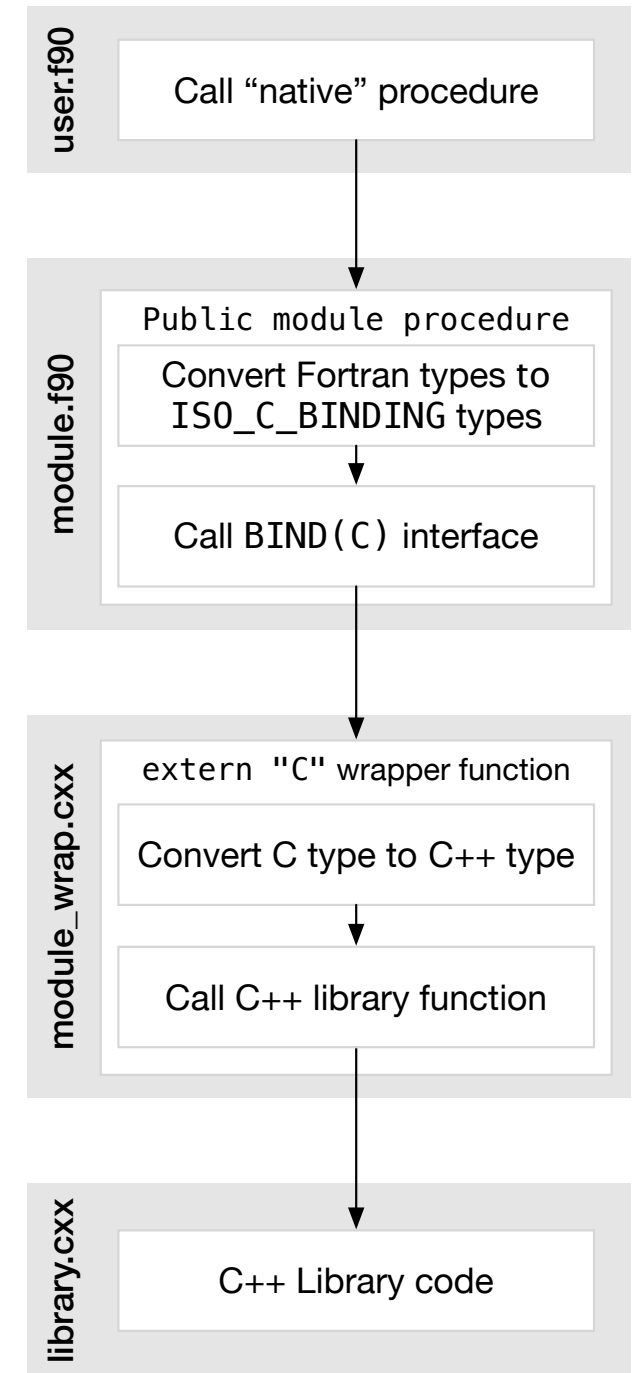 user.f90
Call “native” procedure
module.f90
Public module procedure
Convert Fortran types to
ISO_C_BINDING types
Call BIND(C) interface
module_wrap.cxx
extern "C" wrapper function
Convert C type to C++ type
Call C++ library function
library.cxx
C++ Library code